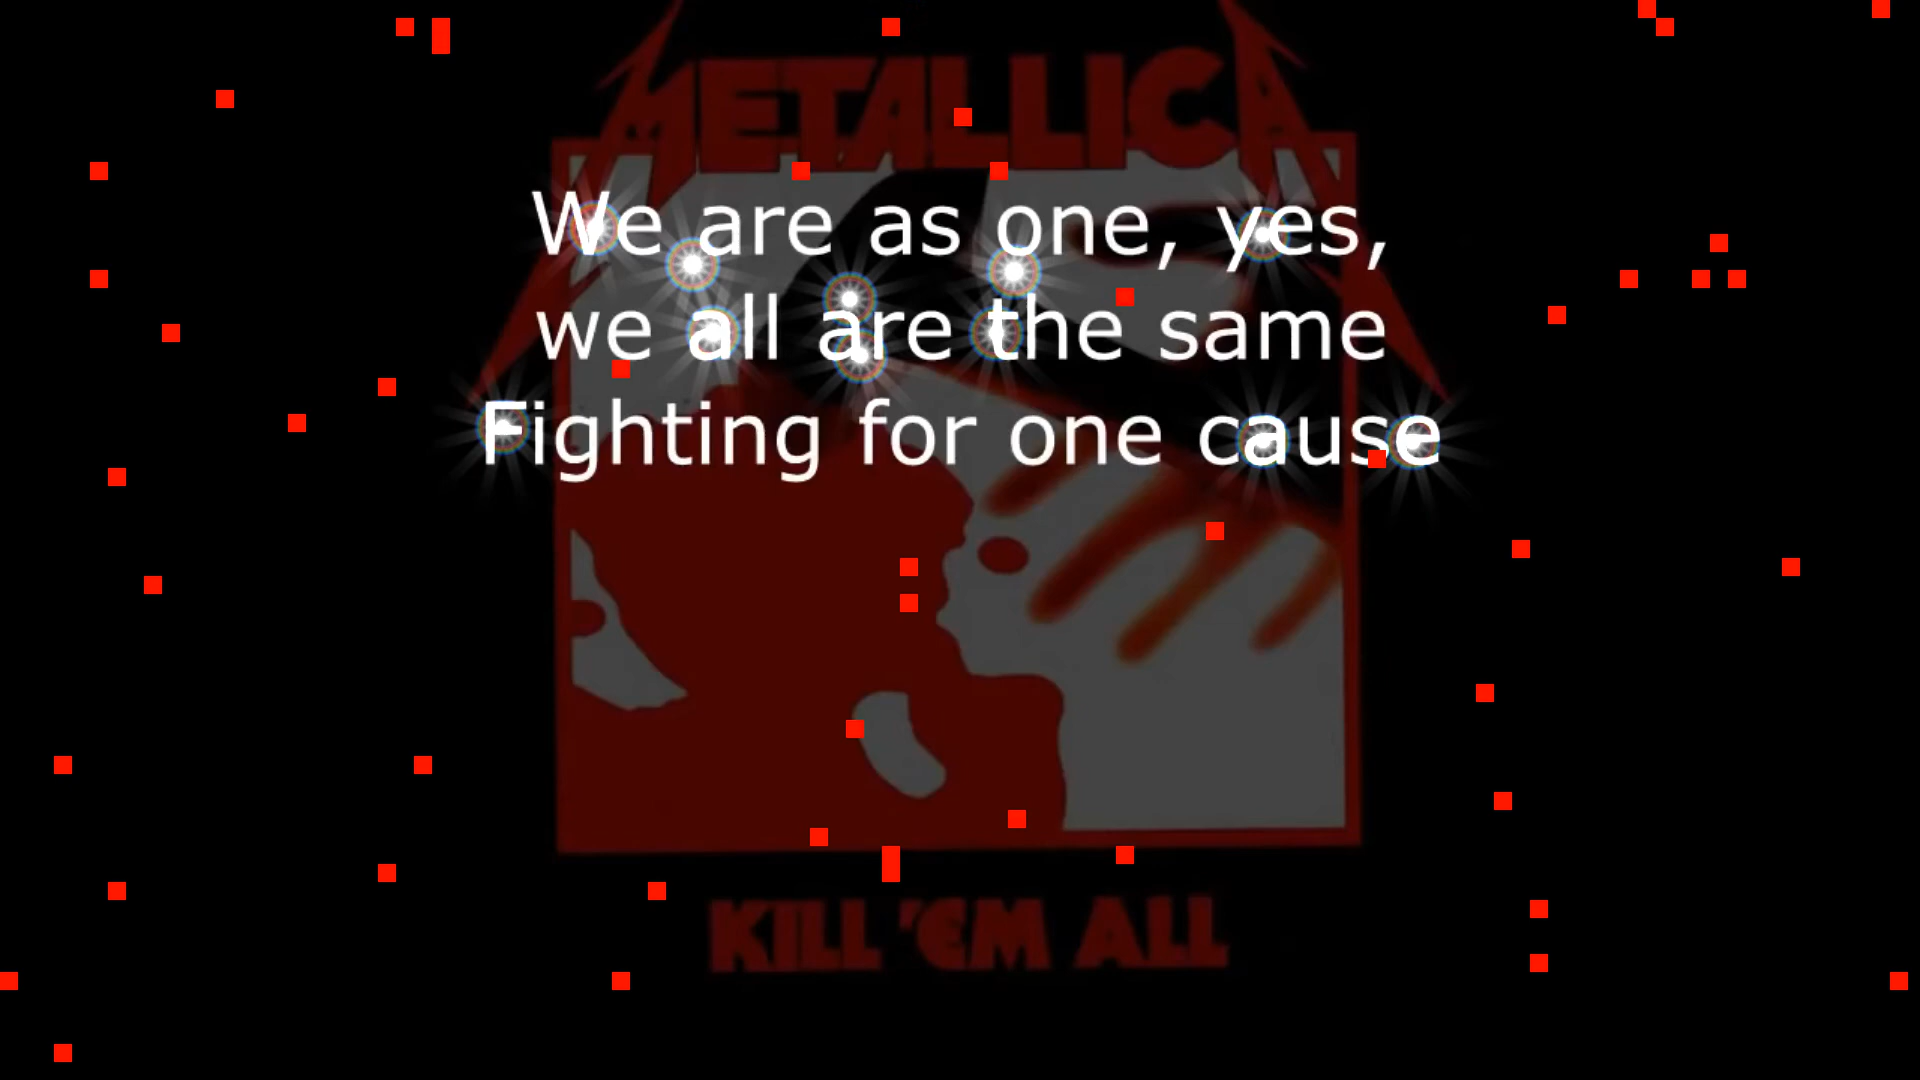 METALLICA
We are as one, yes,
we all are the same
Fighting for one cause
KILL 'EM ALL